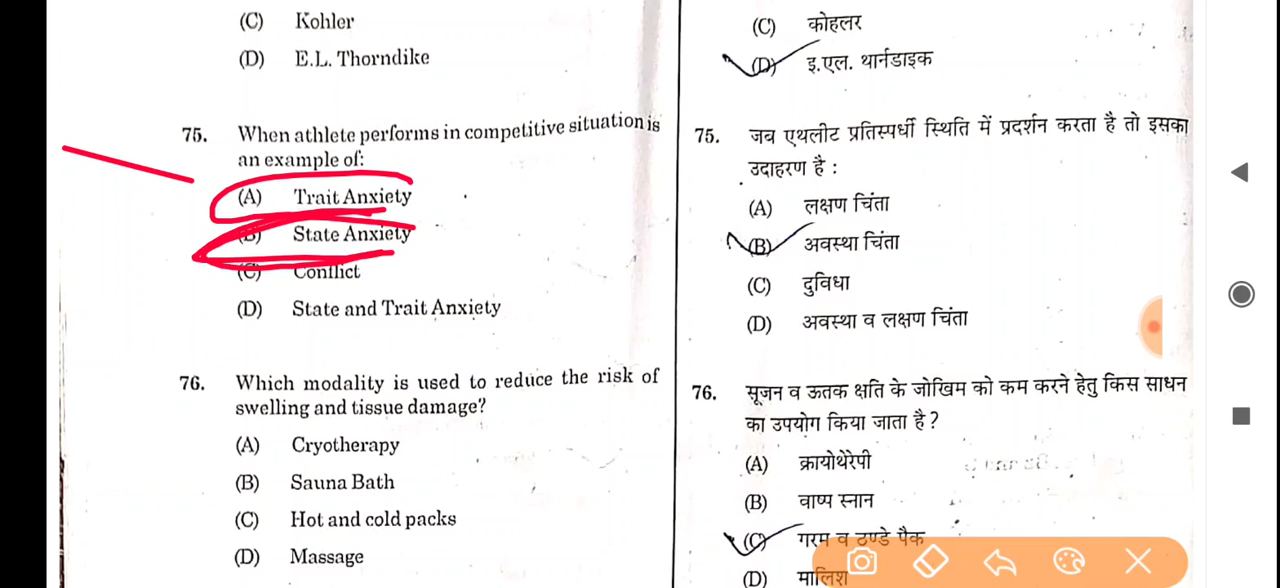 (C) Kohler
(D) E.L. Thorndike
75. When athlete performs in competitive situation is
an example of:
(A) Trait Anxiety
(B) State Anxiety
(C) Conflict
(D) State and Trait Anxiety
76. Which modality is used to reduce the risk of
swelling and tissue damage?
(A) Cryotherapy
(B) Sauna Bath
(C) Hot and cold packs
(D) Massage
(C) कोहलर
(D) इ.एल. थार्नडाइक
75. जब एथलीट प्रतिस्पर्धी स्थिति में प्रदर्शन करता है तो इसका
उदाहरण है :
(A) लक्षण चिंता
(B) अवस्था चिंता
(C) दुविधा
(D) अवस्था व लक्षण चिंता
76. सूजन व ऊतक क्षति के जोखिम को कम करने हेतु किस साधन
का उपयोग किया जाता है ?
(A) क्रायोथेरेपी
(B) वाष्प स्नान
(C) गरम व ठण्डे पैक
(D) मालिश